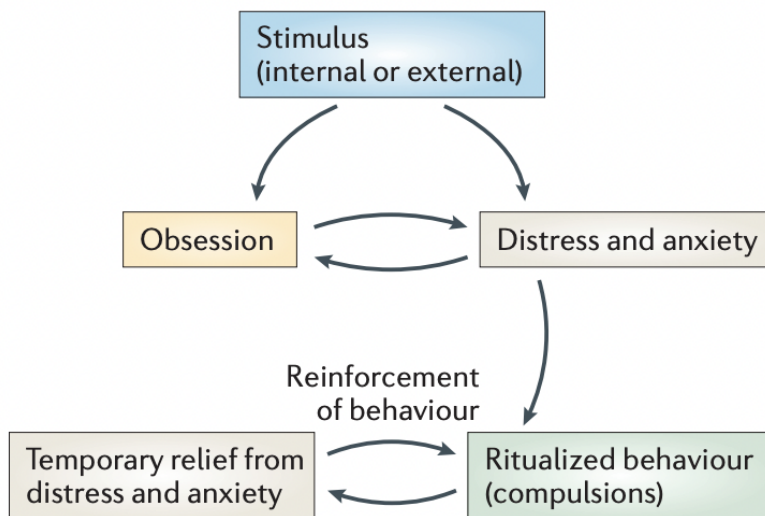 Stimulus
(internal or external)
Obsession
Distress and anxiety
Reinforcement
of behaviour
Temporary relief from
distress and anxiety
Ritualized behaviour
(compulsions)